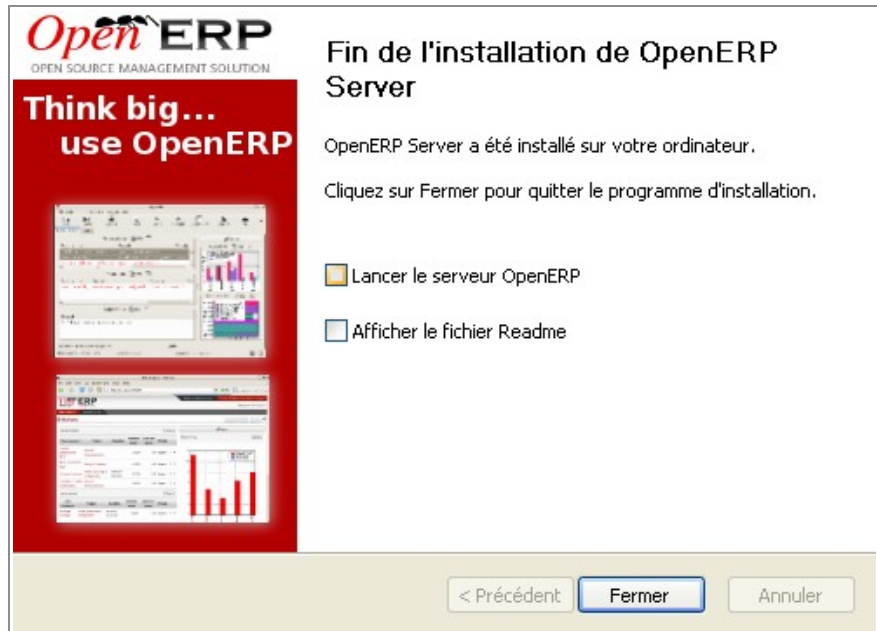 Open ERP
OPEN SOURCE MANAGEMENT SOLUTION
Think big...
use OpenERP
Fin de l'installation de OpenERP
Server
OpenERP Server a été installé sur votre ordinateur.
Cliquez sur Fermer pour quitter le programme d'installation.
Lancer le serveur OpenERP
Afficher le fichier Readme
< Précédent
Fermer
Annuler